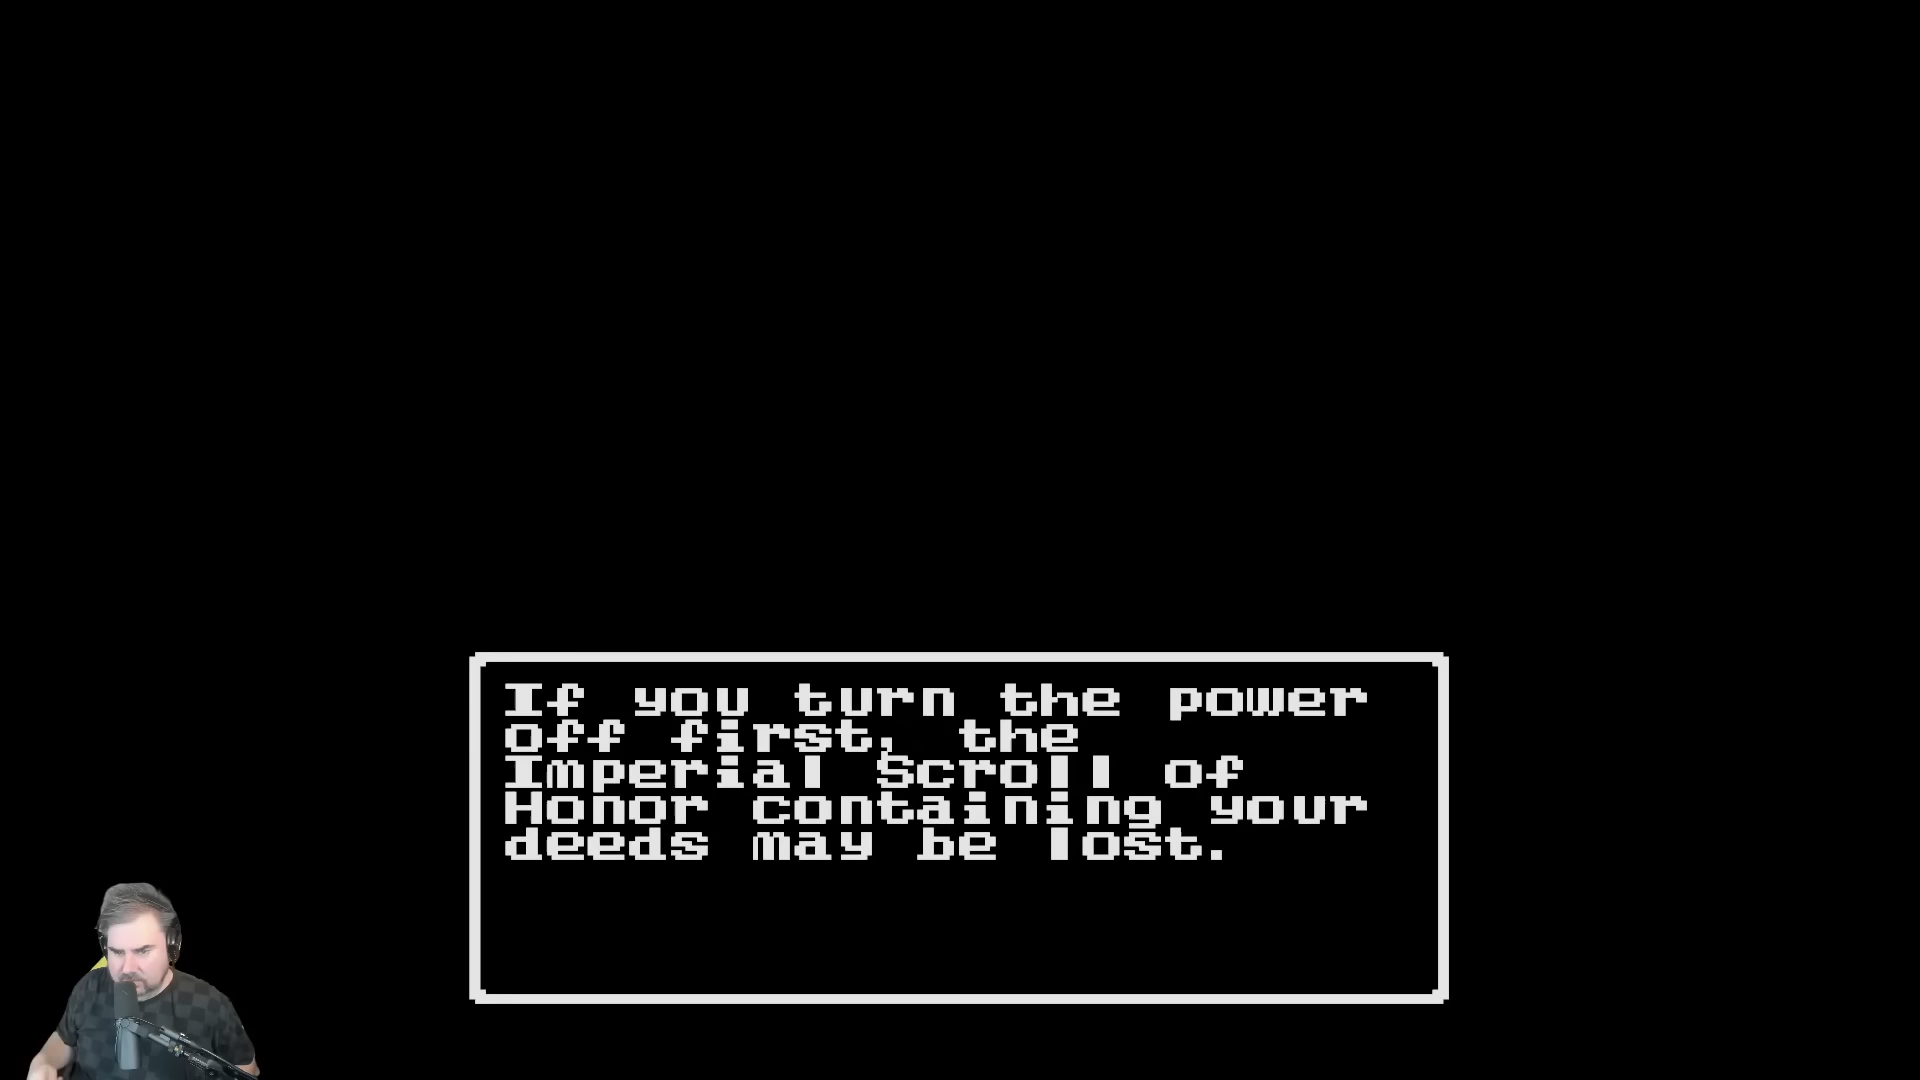 If you turn the power
off first, the
Imperial Scroll of
Honor containing your
deeds may be lost.